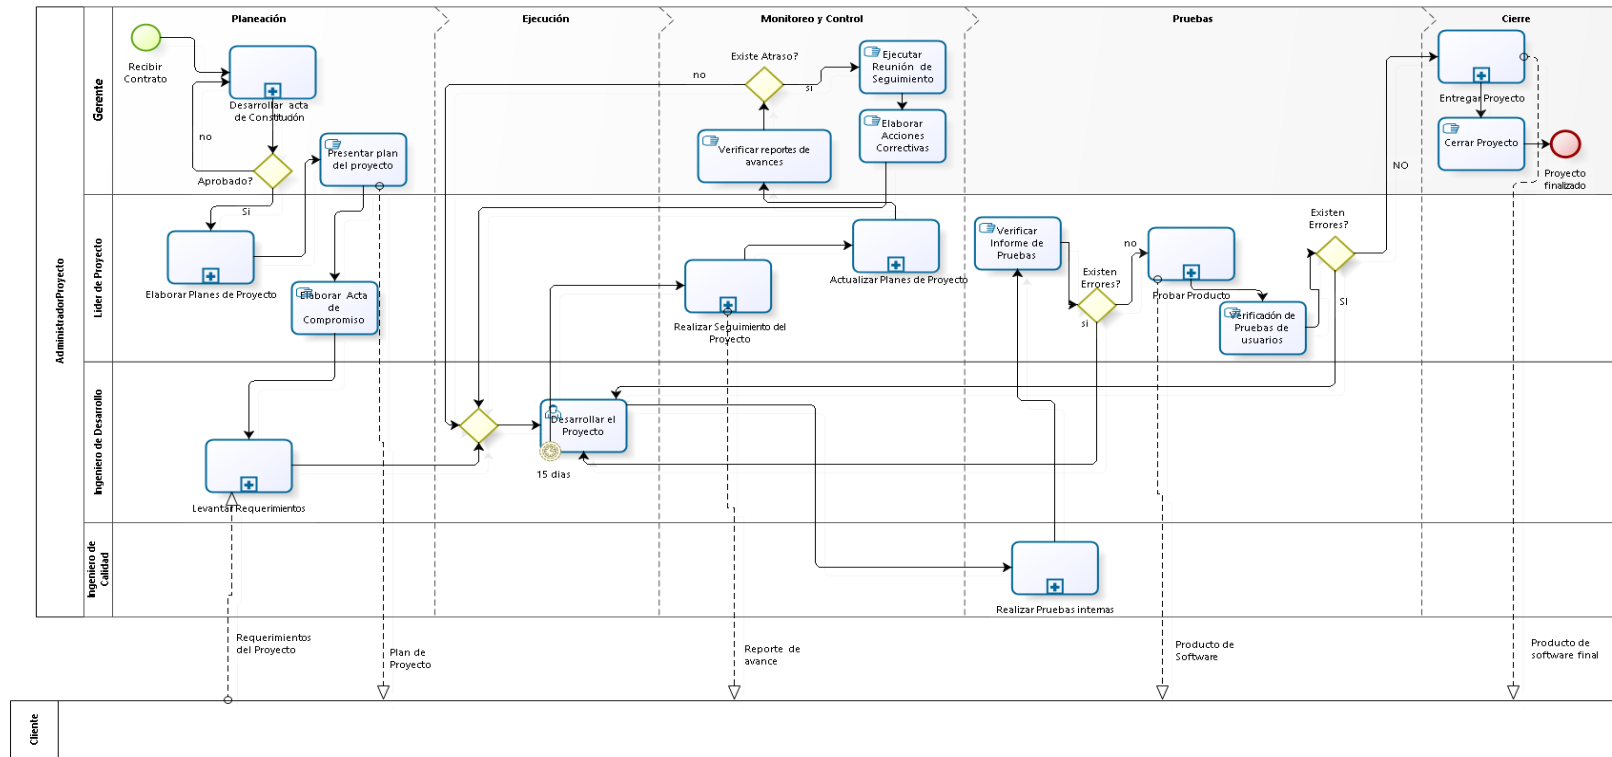 Planeación
Ejecución
Monitoreo y Control
Pruebas
Cierre
AdministradorProyecto
Gerente
Recibir
Contrato
Desarrollar acta
de Constitución
no
Aprobado?
Si
Presentar plan
del proyecto
Existe Atraso?
no
si
Ejecutar
Reunión de
Seguimiento
Elaborar
Acciones
Correctivas
Verificar reportes de
avances
Entregar Proyecto
Cerrar Proyecto
Proyecto
finalizado
NO
Lider de Proyecto
Elaborar Planes de Proyecto
Elaborar Acta
de
Compromiso
Realizar Seguimiento del
Proyecto
Actualizar Planes de Proyecto
Verificar
Informe de
Pruebas
Existen
Errores?
no
si
Probar Producto
Verificación de
Pruebas de
usuarios
Existen
Errores?
SI
Ingeniero de Desarrollo
Levantar Requerimientos
Desarrollar el
Proyecto
15 dias
Ingeniero de
Calidad
Realizar Pruebas internas
Requerimientos
del Proyecto
Plan de
Proyecto
Reporte de
avance
Producto de
Software
Producto de
software final
Cliente